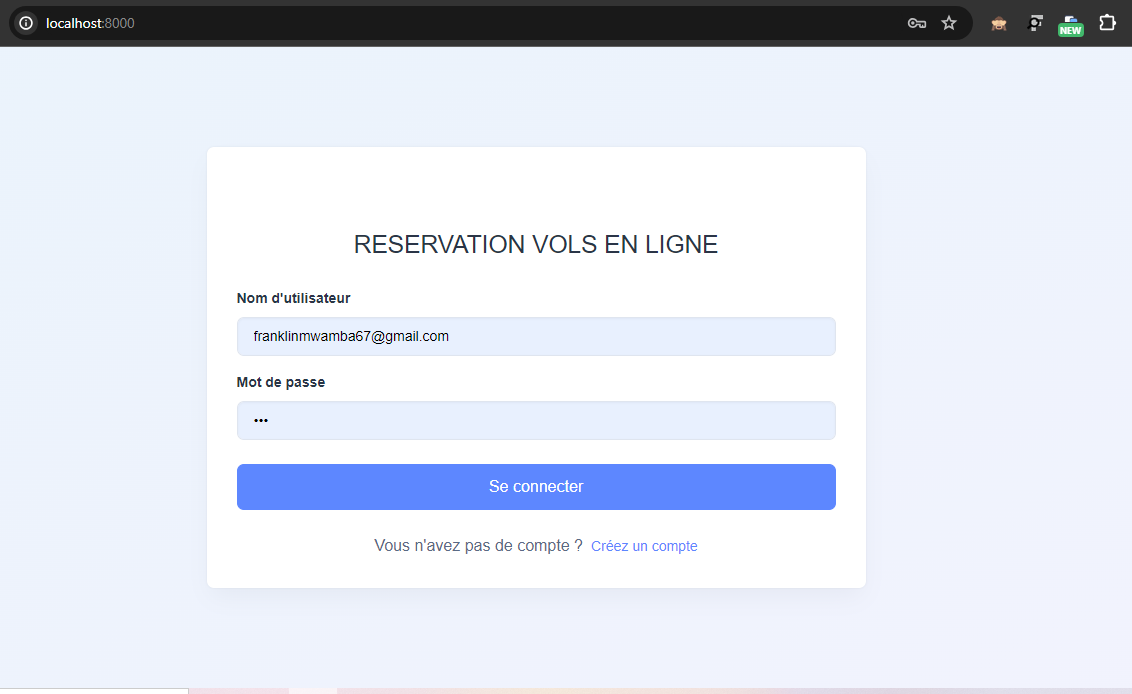 localhost:8000
NEW
RESERVATION VOLS EN LIGNE
Nom d'utilisateur
franklinmwamba67@gmail.com
Mot de passe
•••
Se connecter
Vous n'avez pas de compte ? Créez un compte